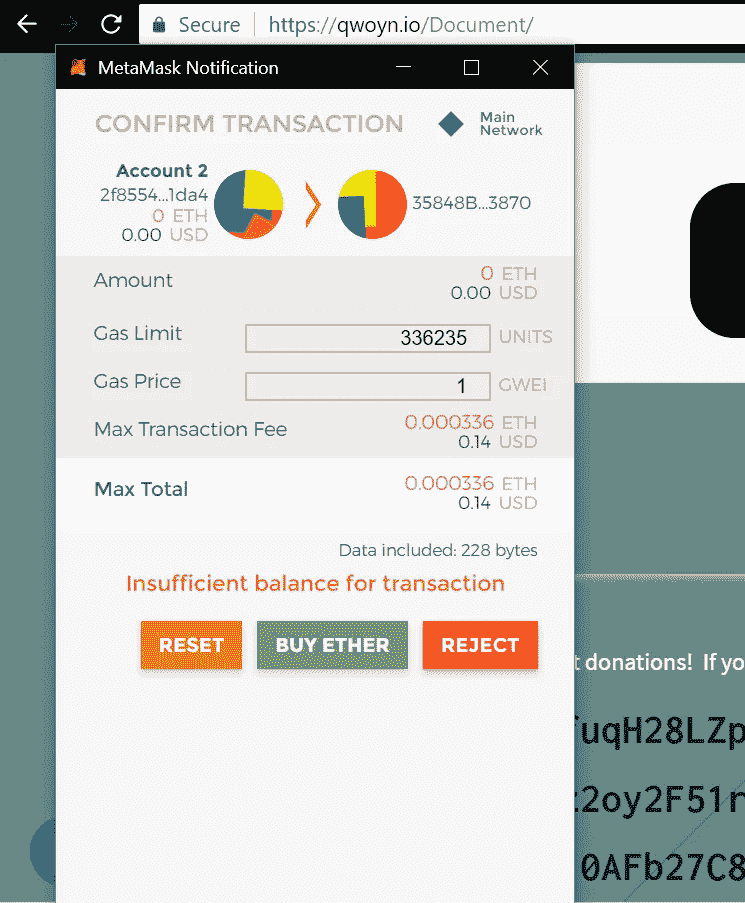 Secure https://qwoyn.io/Document/
MetaMask Notification
CONFIRM TRANSACTION
Main
Network
Account 2
2f8554...1da4
0 ETH
0.00 USD
35848B...3870
Amount
0 ETH
0.00 USD
Gas Limit
336235 UNITS
Gas Price
1 GWEI
Max Transaction Fee
0.000336 ETH
0.14 USD
Max Total
0.000336 ETH
0.14 USD
Data included: 228 bytes
Insufficient balance for transaction
RESET BUY ETHER REJECT
t donations! If yo
uqH28LZp
2oy2F51r
0AFb27C8